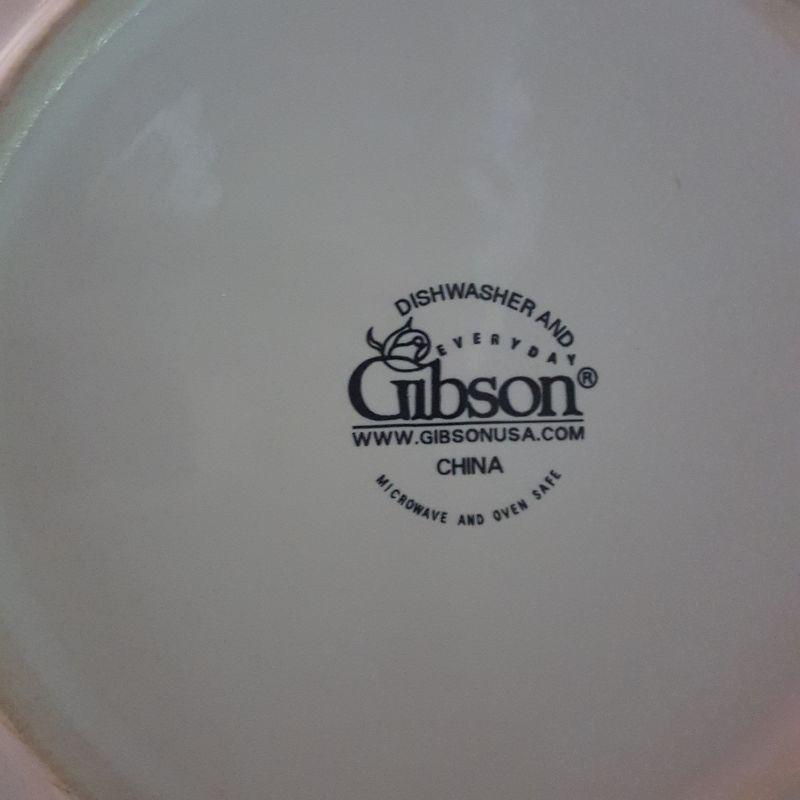 DISHWASHER AND
EVERYDAY
Gibson®
WWW.GIBSONUSA.COM
CHINA
MICROWAVE AND OVEN SAFE